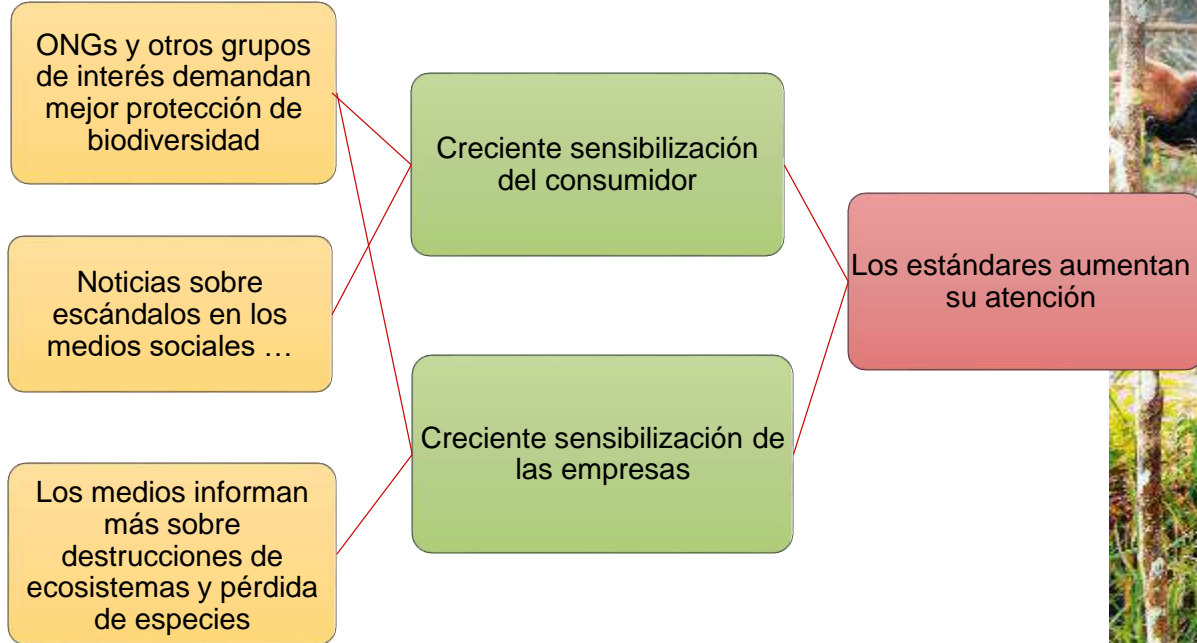 ONGs y otros grupos
de interés demandan
mejor protección de
biodiversidad
Noticias sobre
escándalos en los
medios sociales …
Los medios informan
más sobre
destrucciones de
ecosistemas y pérdida
de especies
Creciente sensibilización
del consumidor
Creciente sensibilización de
las empresas
Los estándares aumentan
su atención